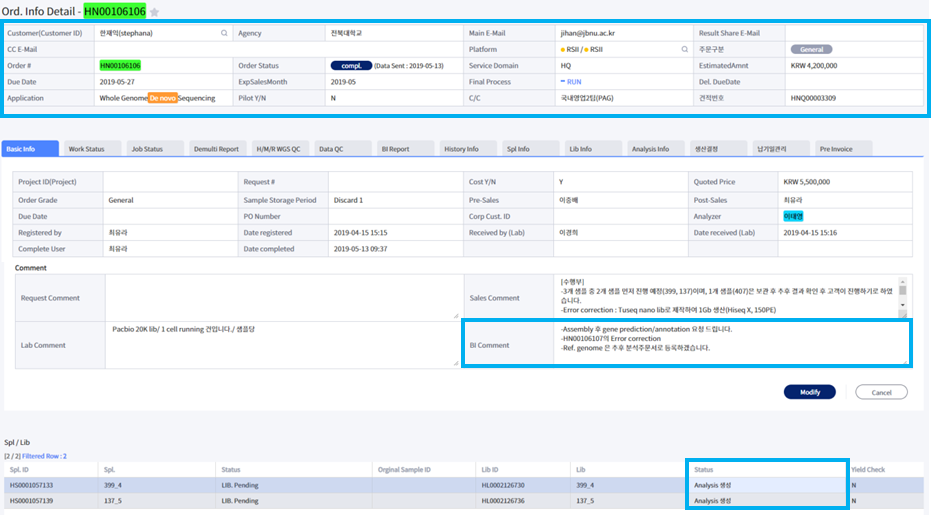 Ord. Info Detail - HN00106106
Customer(Customer ID) 한재익(stephana) Agency 전북대학교 Main E-Mail jihan@jbnu.ac.kr Result Share E-Mail
CC E-Mail Platform RSII / RSII 주문구분 General
Order # HN00106106 Order Status compl. (Data Sent : 2019-05-13) Service Domain HQ EstimatedAmnt KRW 4,200,000
Due Date 2019-05-27 ExpSalesMonth 2019-05 Final Process RUN Del. DueDate
Application Whole Genome De novo Sequencing Pilot Y/N N C/C 국내영업2팀(PAG) 견적번호 HNQ00003309
Basic Info Work Status Job Status Demulti Report H/M/R WGS QC Data QC BI Report History Info Spl Info Lib Info Analysis Info 생산결정 납기일관리 Pre Invoice
Project ID(Project) Request # Cost Y/N Y Quoted Price KRW 5,500,000
Order Grade General Sample Storage Period Discard 1 Pre-Sales 이중배 Post-Sales 최유라
Due Date PO Number Corp Cust. ID Analyzer 이대영
Registered by 최유라 Date registered 2019-04-15 15:15 Received by (Lab) 이경희 Date received (Lab) 2019-04-15 15:16
Complete User 최유라 Date completed 2019-05-13 09:37
Comment
Request Comment
Sales Comment
[수행부]
-3개 샘플 중 2개 샘플 먼저 진행 예정(399, 137)이며, 1개 샘플(407)은 보관 후 추후 결과 확인 후 고객이 진행하기로 하였
습니다.
-Error correction : Tuseq nano lib로 제작하여 1Gb 생산(Hiseq X, 150PE)
Lab Comment
Pacbio 20K lib/ 1 cell running 건입니다./ 샘플당
BI Comment
-Assembly 후 gene prediction/annotation 요청 드립니다.
-HN00106107의 Error correction
-Ref. genome 은 추후 분석주문서로 등록하겠습니다.
Modify Cancel
Spl / Lib
[2 / 2] Filtered Row : 2
Spl. ID Spl. Status Orginal Sample ID Lib ID Lib Status Yield Check
HS0001057133 399_4 LIB. Pending HL0002126730 399_4 Analysis 생성 N
HS0001057139 137_5 LIB. Pending HL0002126736 137_5 Analysis 생성 N